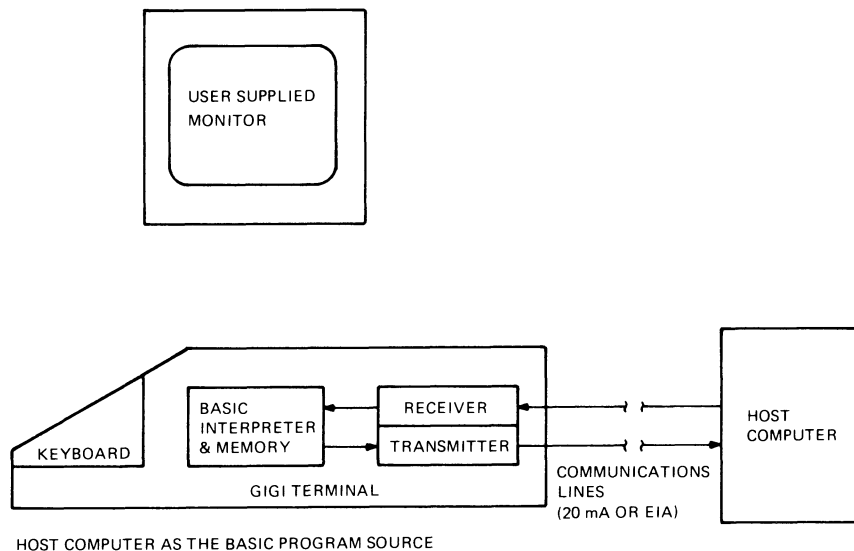 USER SUPPLIED
MONITOR
BASIC
INTERPRETER
& MEMORY
RECEIVER
TRANSMITTER
KEYBOARD
GIGI TERMINAL
COMMUNICATIONS
LINES
(20 mA OR EIA)
HOST
COMPUTER
HOST COMPUTER AS THE BASIC PROGRAM SOURCE